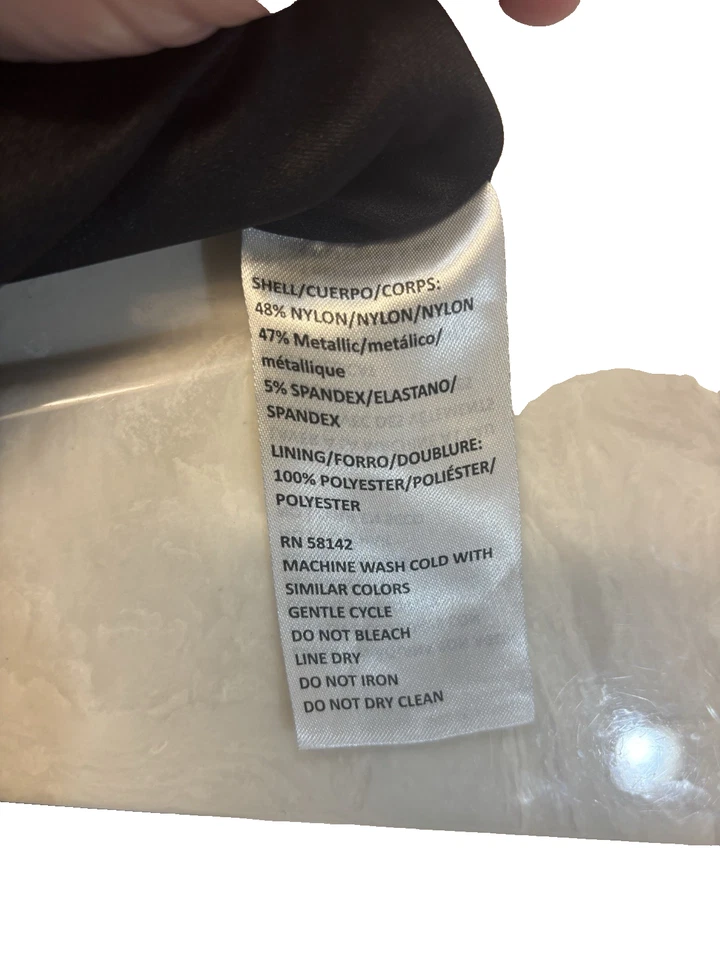 SHELL/CUERPO/CORPS:
48% NYLON/NYLON/NYLON
47% Metallic/metálico/
métallique
5% SPANDEX/ELASTANO/
SPANDEX
LINING/FORRO/DOUBLURE:
100% POLYESTER/POLIÉSTER/
POLYESTER
RN 58142
MACHINE WASH COLD WITH
SIMILAR COLORS
GENTLE CYCLE
DO NOT BLEACH
LINE DRY
DO NOT IRON
DO NOT DRY CLEAN